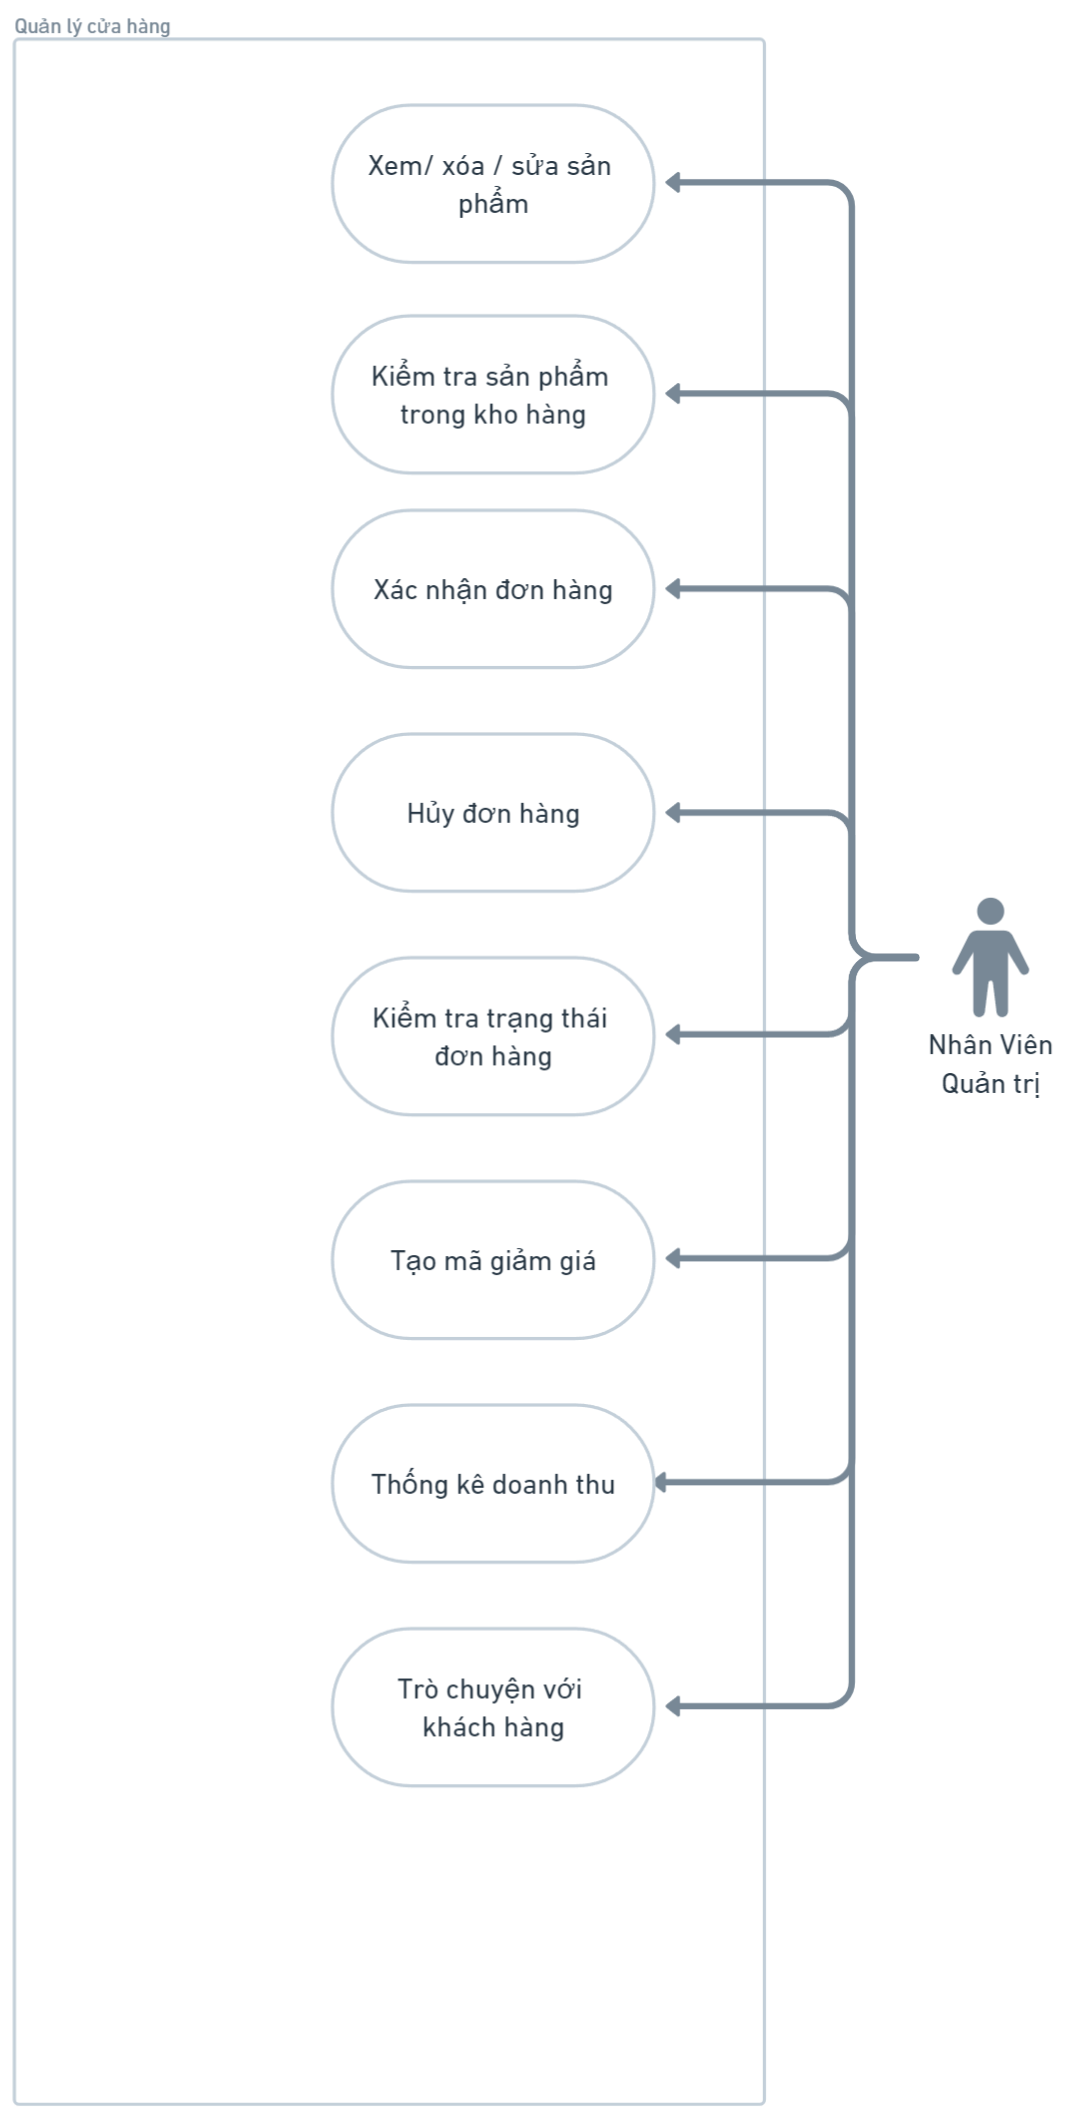 Quản lý cửa hàng
Xem/ xóa / sửa sản
phẩm
Kiểm tra sản phẩm
trong kho hàng
Xác nhận đơn hàng
Hủy đơn hàng
Kiểm tra trạng thái
đơn hàng
Nhân Viên
Quản trị
Tạo mã giảm giá
Thống kê doanh thu
Trò chuyện với
khách hàng